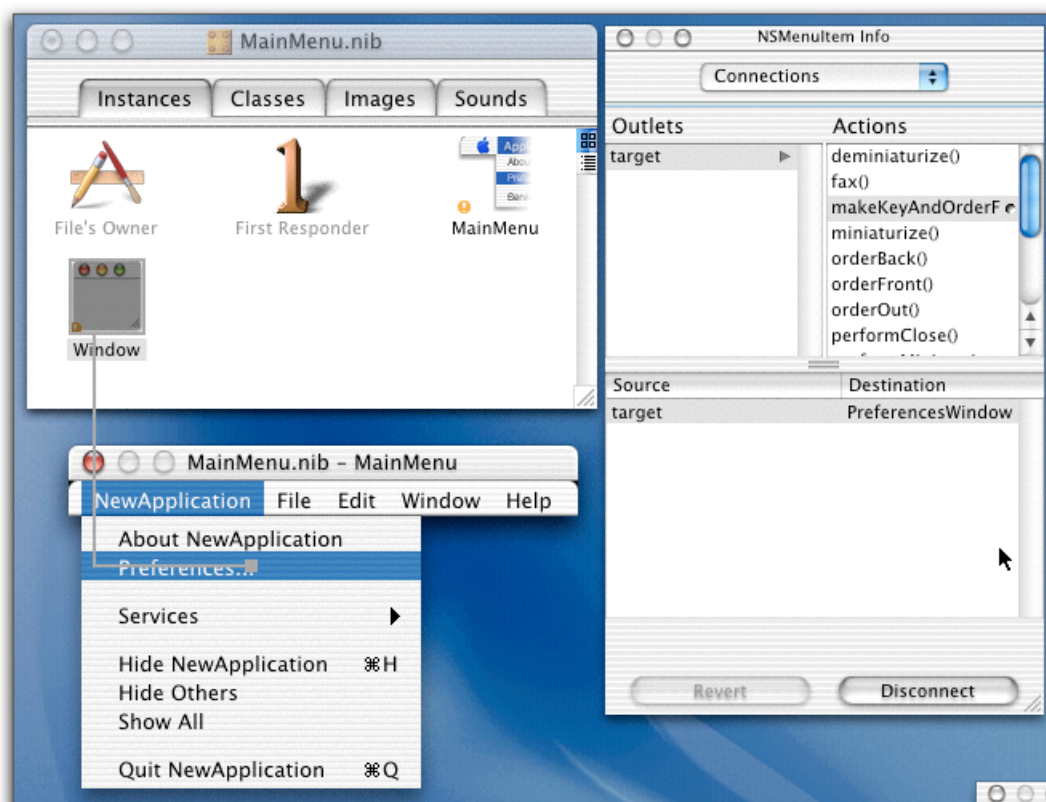 MainMenu.nib
Instances Classes Images Sounds
File's Owner First Responder MainMenu
Window
NSMenuItem Info
Connections
Outlets Actions
target deminiaturize()
fax()
makeKeyAndOrderF
miniaturize()
orderBack()
orderFront()
orderOut()
performClose()
Source Destination
target PreferencesWindow
Revert Disconnect
MainMenu.nib – MainMenu
NewApplication File Edit Window Help
About NewApplication
Preferences...
Services
Hide NewApplication ⌘H
Hide Others
Show All
Quit NewApplication ⌘Q